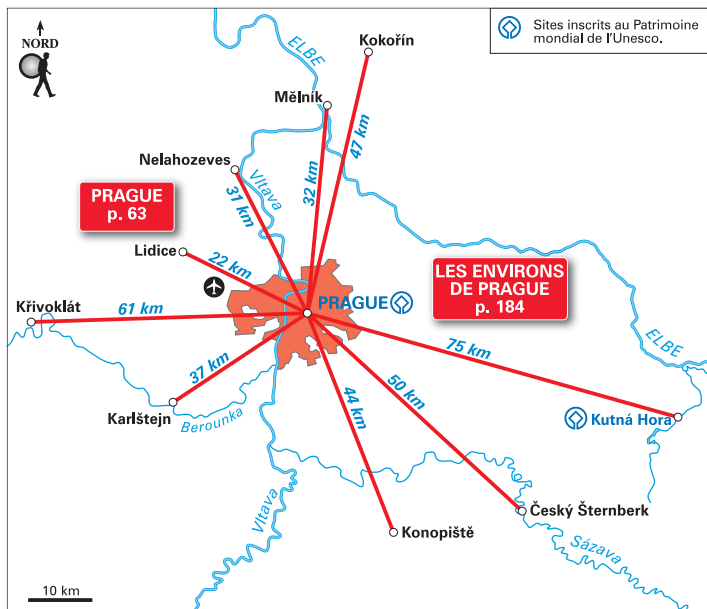 NORD
Sites inscrits au Patrimoine
mondial de l'Unesco.
ELBE
Kokořín
Mělník
47 km
32 km
Nelahozeves
Vltava
31 km
PRAGUE
p. 63
Lidice
22 km
LES ENVIRONS
DE PRAGUE
p. 184
PRAGUE
Křivoklát
61 km
ELBE
75 km
37 km
50 km
44 km
Karlštejn
Berounka
Kutná Hora
Vltava
Český Šternberk
Konopiště
Sázava
10 km